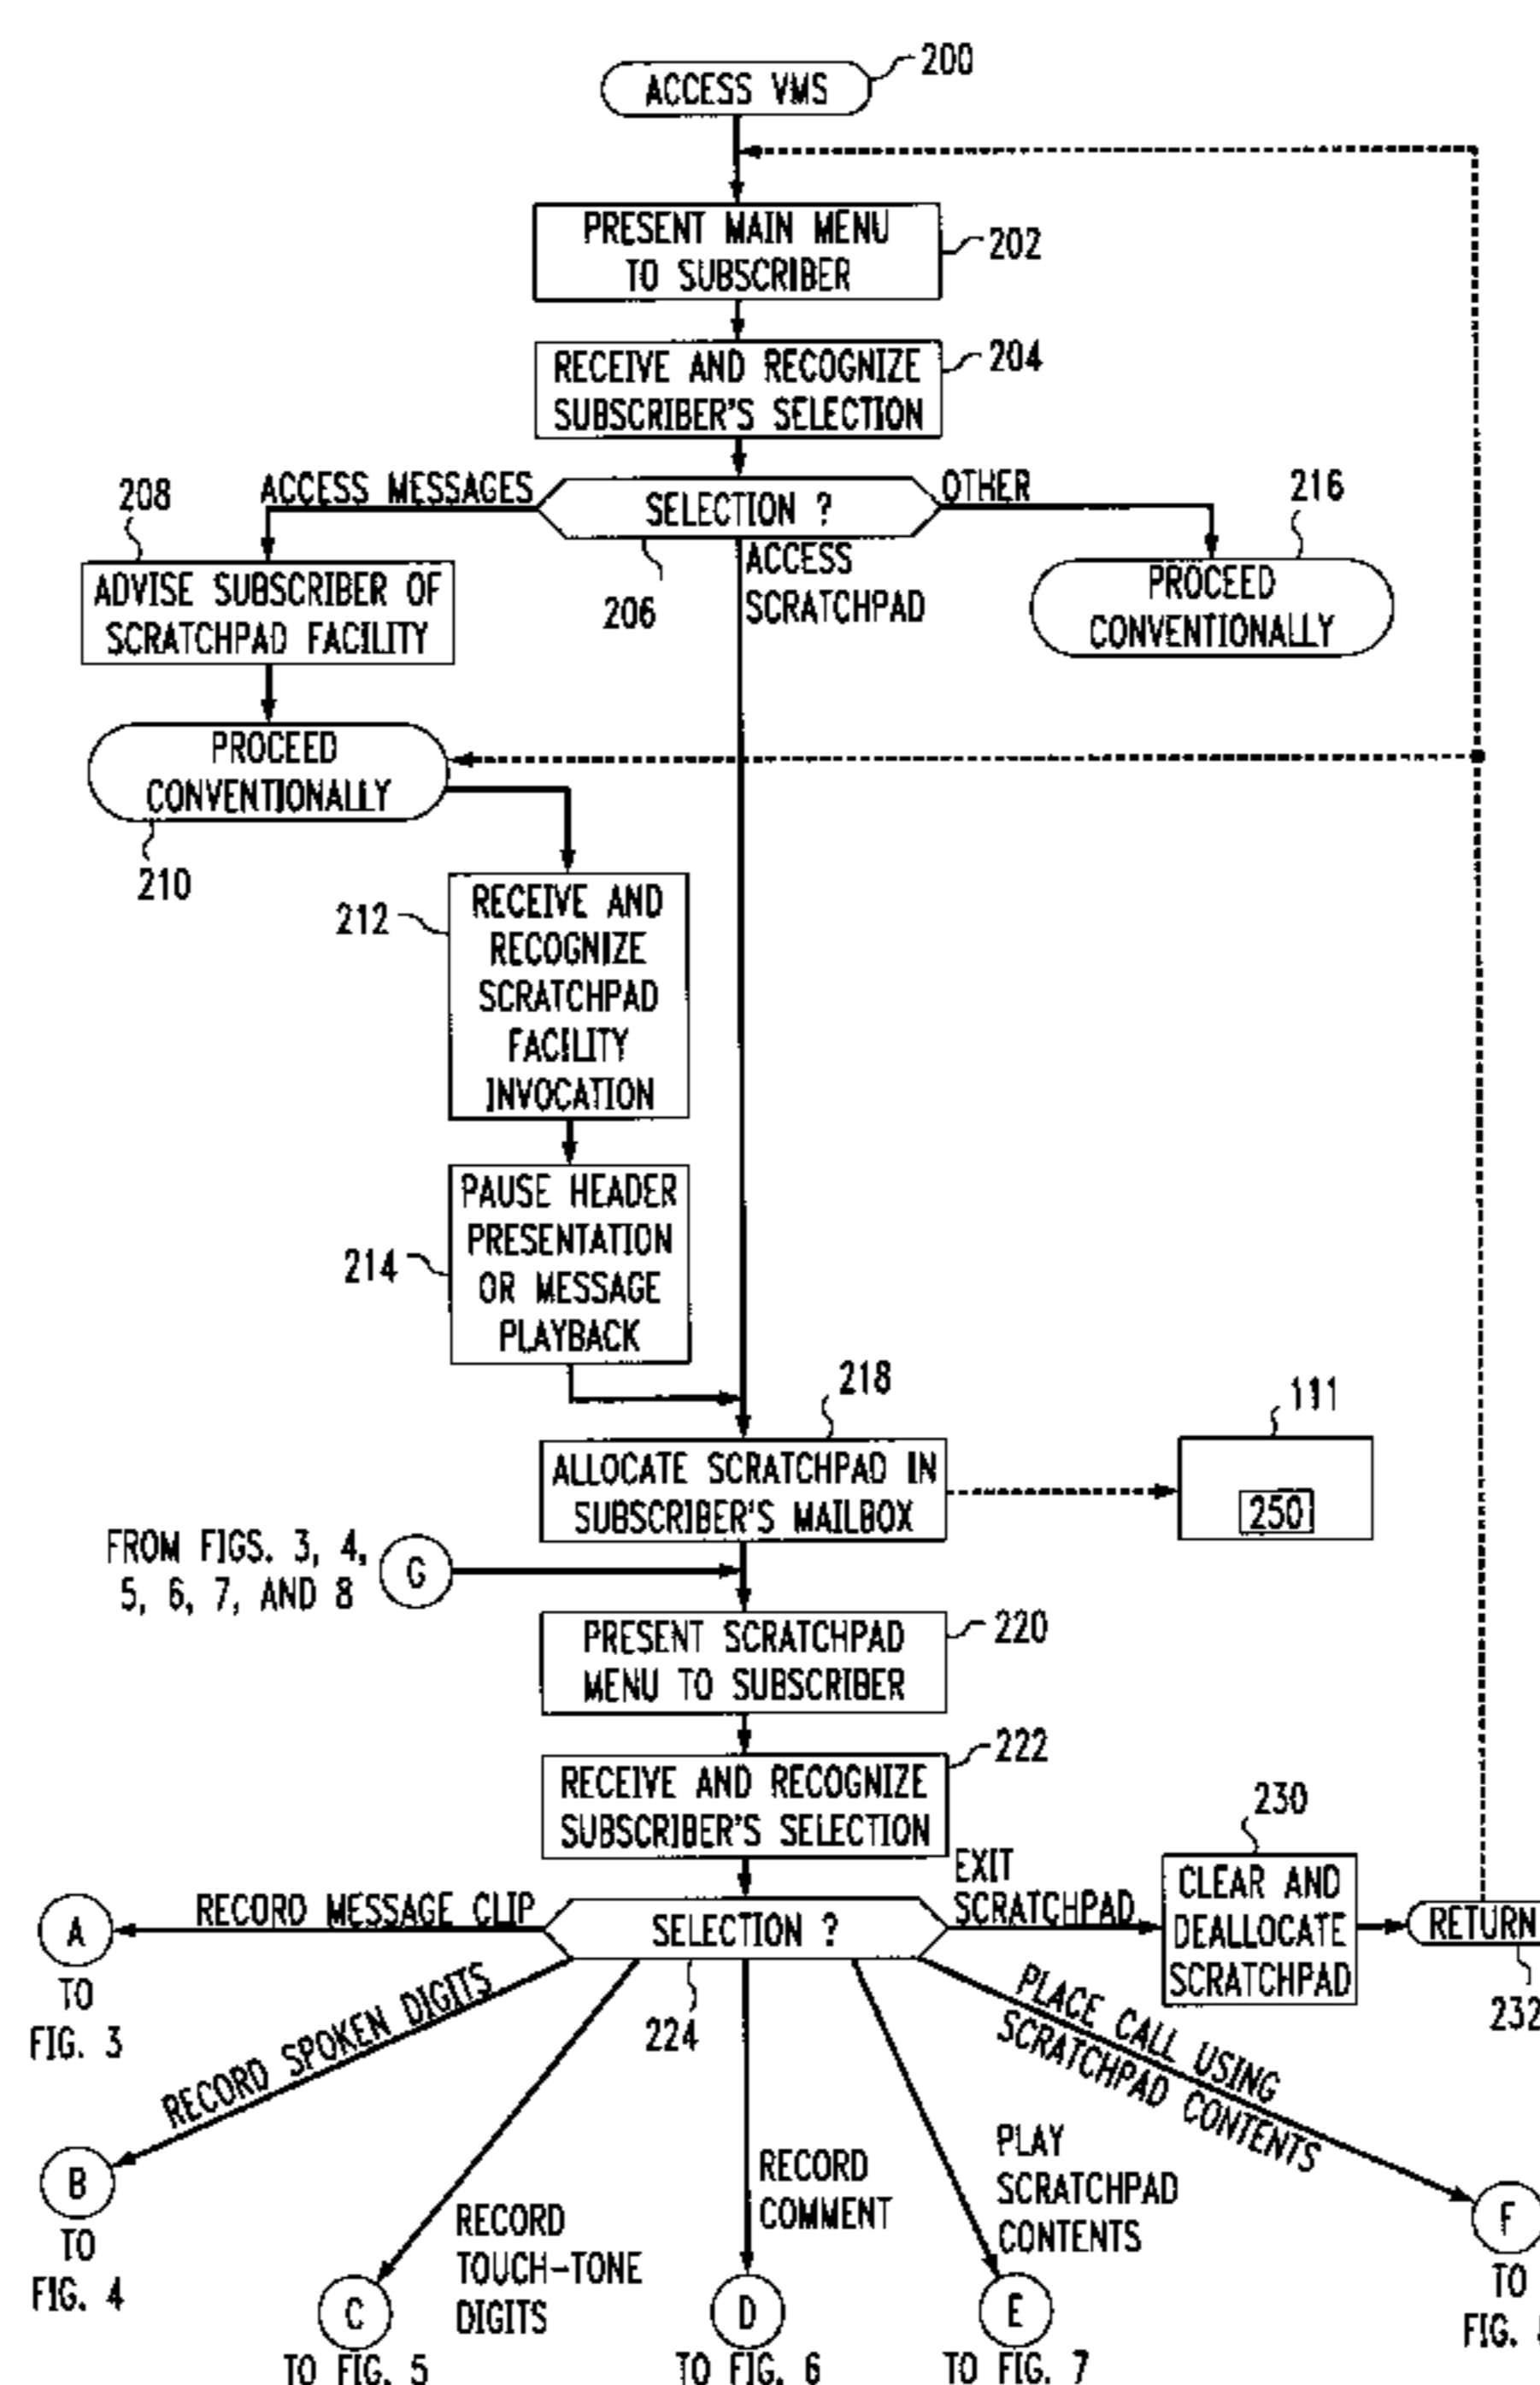 ACCESS VMS
200
PRESENT MAIN MENU
TO SUBSCRIBER
202
RECEIVE AND RECOGNIZE
SUBSCRIBER'S SELECTION
204
208
ACCESS MESSAGES
SELECTION ?
OTHER
216
206
ACCESS
SCRATCHPAD
ADVISE SUBSCRIBER OF
SCRATCHPAD FACILITY
PROCEED
CONVENTIONALLY
PROCEED
CONVENTIONALLY
210
212
RECEIVE AND
RECOGNIZE
SCRATCHPAD
FACILITY
INVOCATION
214
PAUSE HEADER
PRESENTATION
OR MESSAGE
PLAYBACK
218
111
ALLOCATE SCRATCHPAD IN
SUBSCRIBER'S MAILBOX
250
FROM FIGS. 3, 4,
5, 6, 7, AND 8
G
PRESENT SCRATCHPAD
MENU TO SUBSCRIBER
220
RECEIVE AND RECOGNIZE
SUBSCRIBER'S SELECTION
222
230
EXIT
SCRATCHPAD
CLEAR AND
DEALLOCATE
SCRATCHPAD
RETURN
232
A
TO
FIG. 3
RECORD MESSAGE CLIP
SELECTION ?
224
RECORD SPOKEN DIGITS
PLACE CALL USING
SCRATCHPAD CONTENTS
B
TO
FIG. 4
RECORD
TOUCH-TONE
DIGITS
RECORD
COMMENT
PLAY
SCRATCHPAD
CONTENTS
F
TO
FIG.
C
TO FIG. 5
D
TO FIG. 6
E
TO FIG. 7